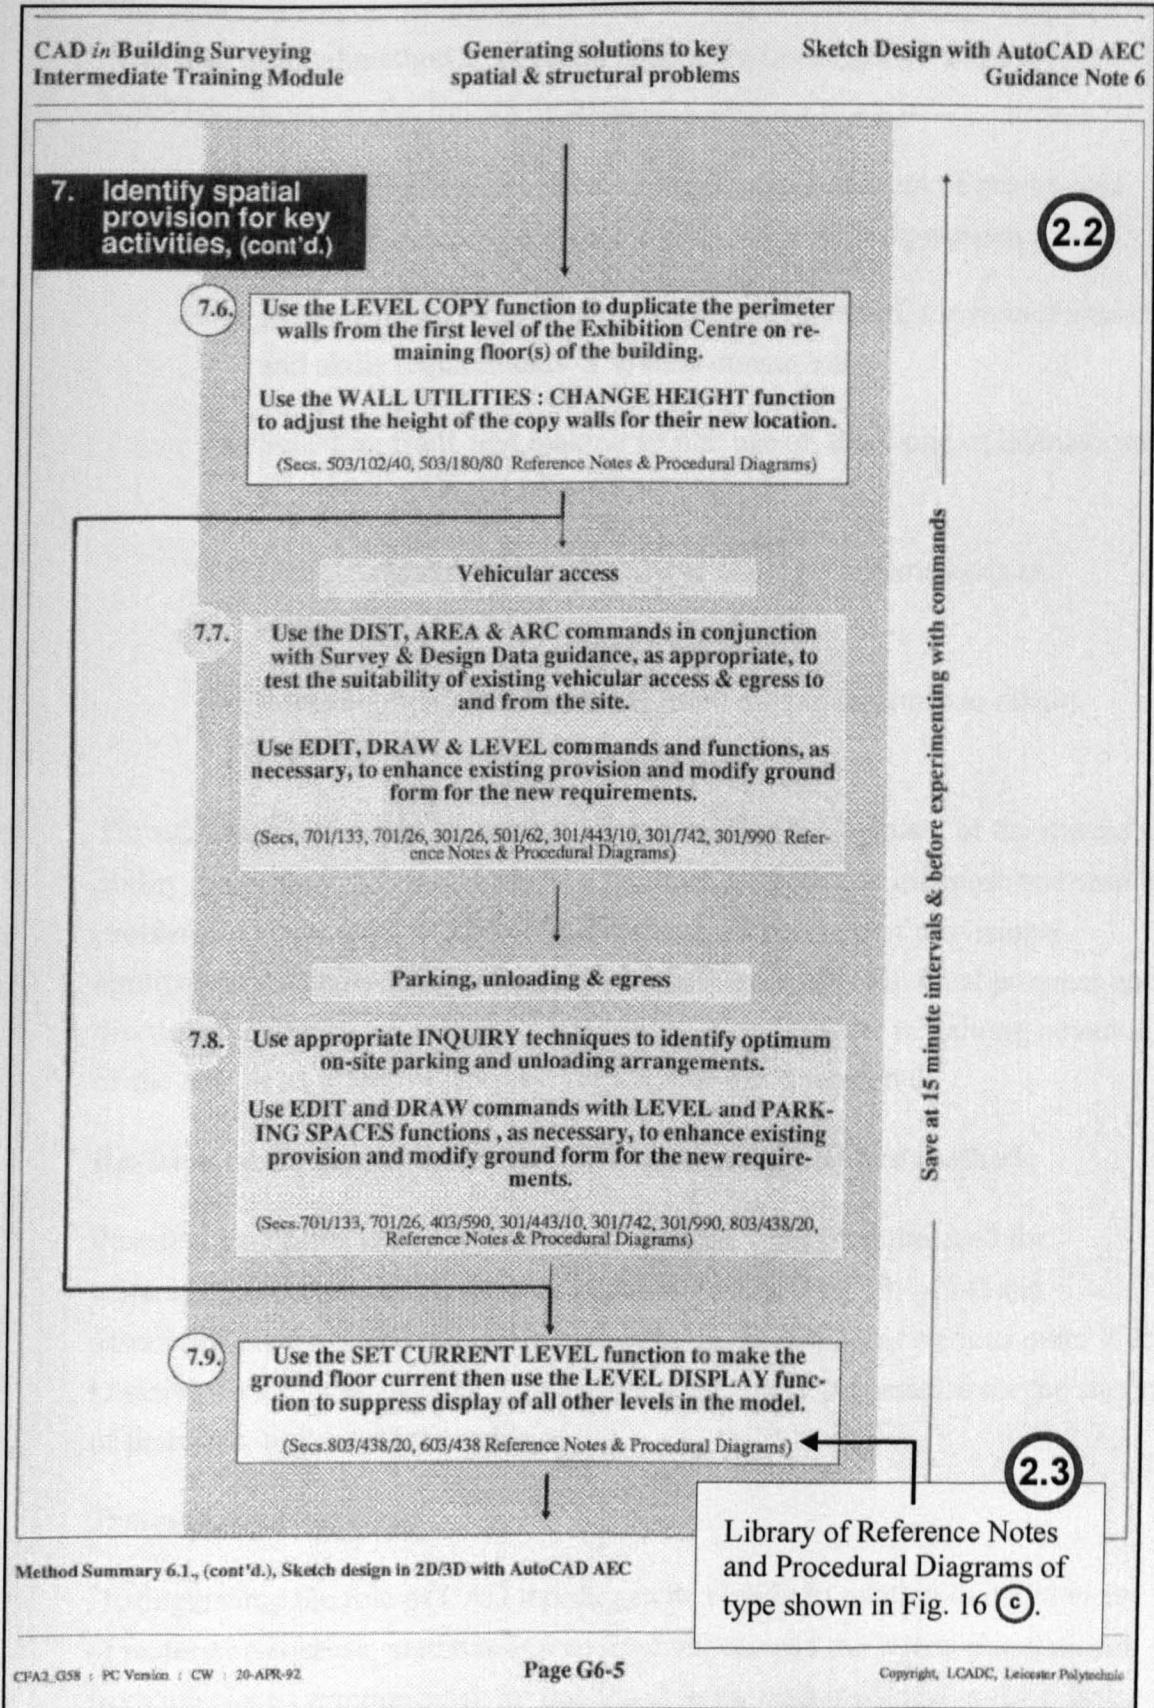 CAD in Building Surveying
Intermediate Training Module
Generating solutions to key
spatial & structural problems
Sketch Design with AutoCAD AEC
Guidance Note 6
7. Identify spatial
provision for key
activities, (cont'd.)
2.2
7.6. Use the LEVEL COPY function to duplicate the perimeter
walls from the first level of the Exhibition Centre on re-
maining floor(s) of the building.
Use the WALL UTILITIES : CHANGE HEIGHT function
to adjust the height of the copy walls for their new location.
(Secs. 503/102/40, 503/180/80 Reference Notes & Procedural Diagrams)
Vehicular access
7.7. Use the DIST, AREA & ARC commands in conjunction
with Survey & Design Data guidance, as appropriate, to
test the suitability of existing vehicular access & egress to
and from the site.
Use EDIT, DRAW & LEVEL commands and functions, as
necessary, to enhance existing provision and modify ground
form for the new requirements.
(Secs, 701/133, 701/26, 301/26, 501/62, 301/443/10, 301/742, 301/990 Refer-
ence Notes & Procedural Diagrams)
Parking, unloading & egress
7.8. Use appropriate INQUIRY techniques to identify optimum
on-site parking and unloading arrangements.
Use EDIT and DRAW commands with LEVEL and PARK-
ING SPACES functions , as necessary, to enhance existing
provision and modify ground form for the new require-
ments.
(Secs.701/133, 701/26, 403/590, 301/443/10, 301/742, 301/990, 803/438/20,
Reference Notes & Procedural Diagrams)
7.9. Use the SET CURRENT LEVEL function to make the
ground floor current then use the LEVEL DISPLAY func-
tion to suppress display of all other levels in the model.
(Secs.803/438/20, 603/438 Reference Notes & Procedural Diagrams)
Save at 15 minute intervals & before experimenting with commands
2.3
Library of Reference Notes
and Procedural Diagrams of
type shown in Fig. 16 c.
Method Summary 6.1., (cont'd.), Sketch design in 2D/3D with AutoCAD AEC
CFA2_G58 : PC Version : CW : 20-APR-92
Page G6-5
Copyright, LCADC, Leicester Polytechnic